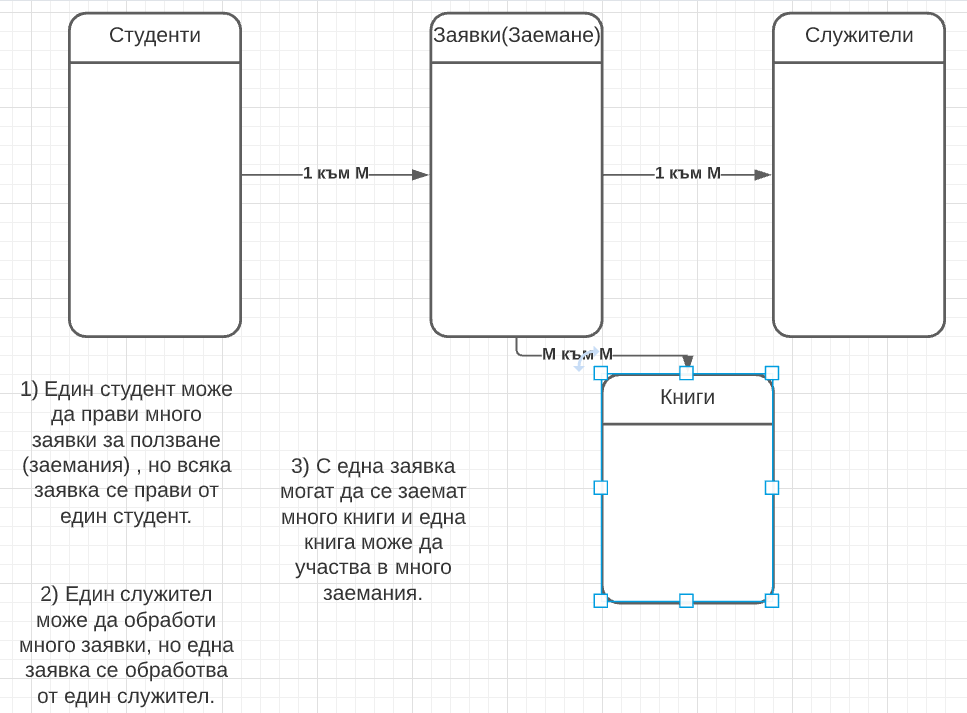 Студенти
Заявки(Заемане)
Служители
1 към М
1 към М
М към М
Книги
1) Един студент може
да прави много
заявки за ползване
(заемания) , но всяка
заявка се прави от
един студент.
3) С една заявка
могат да се заемат
много книги и една
книга може да
участва в много
заемания.
2) Един служител
може да обработи
много заявки, но една
заявка се обработва
от един служител.